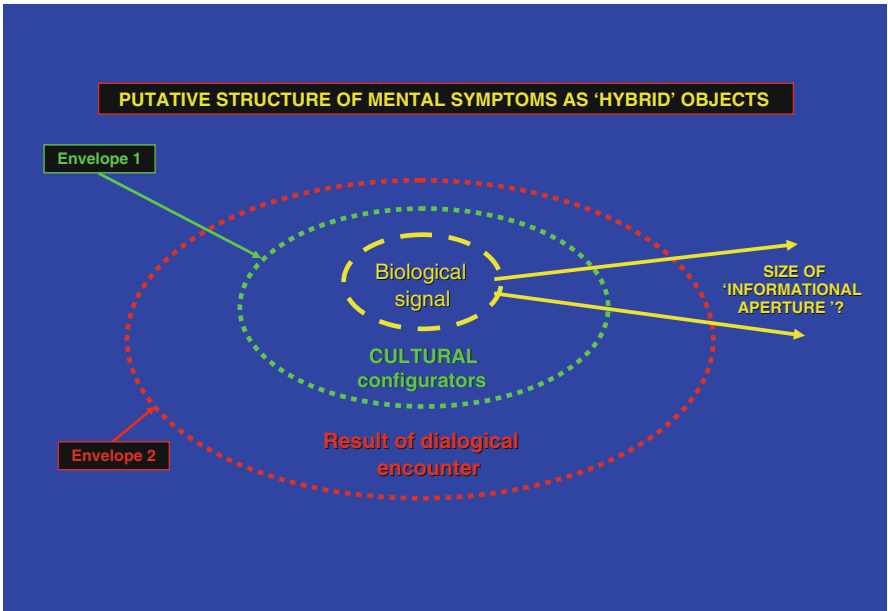 PUTATIVE STRUCTURE OF MENTAL SYMPTOMS AS ‘HYBRID’ OBJECTS
Envelope 1
Biological
signal
SIZE OF
‘INFORMATIONAL
APERTURE ’?
CULTURAL
configurators
Result of dialogical
encounter
Envelope 2